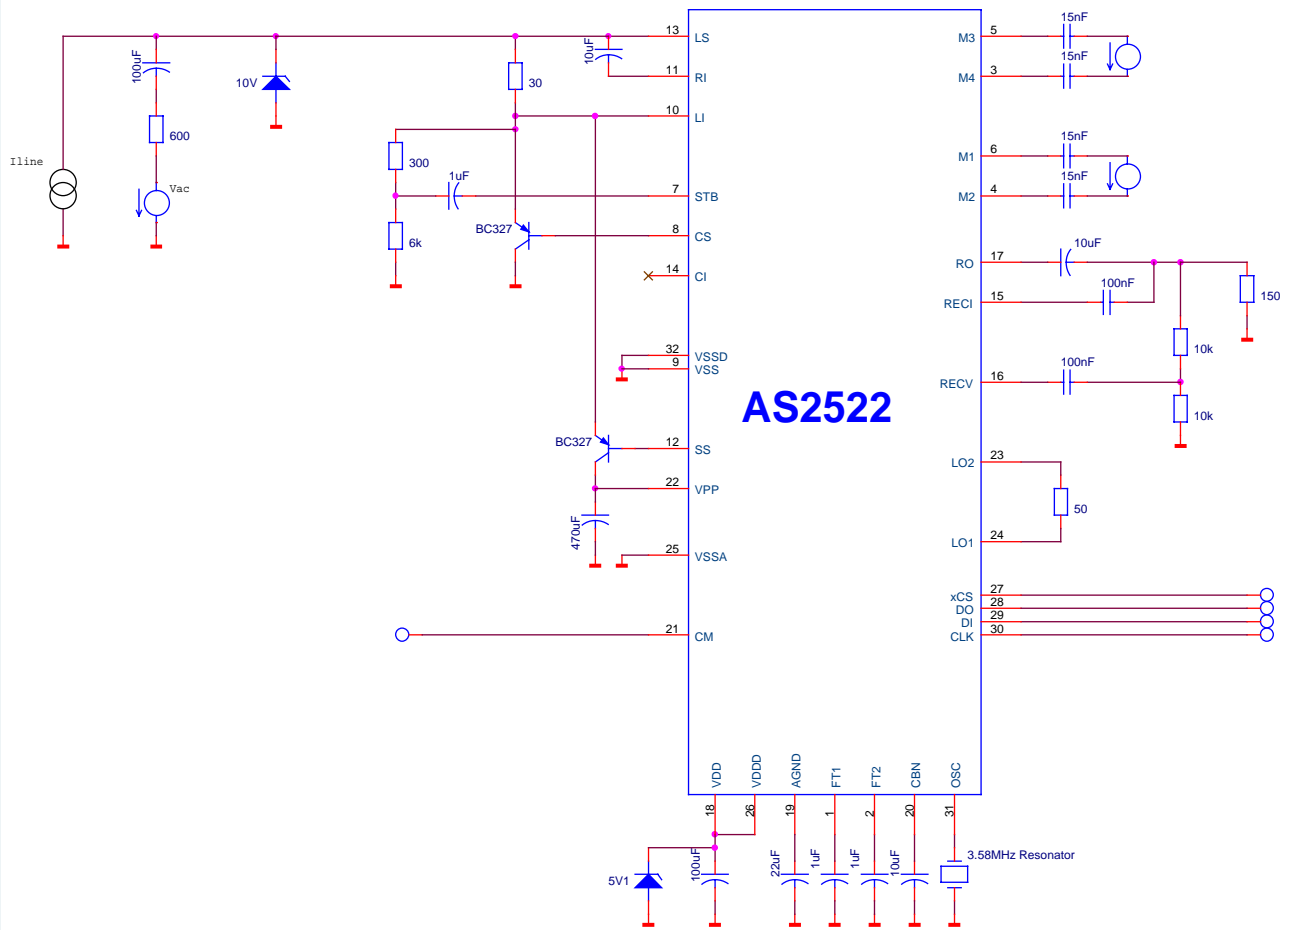 15nF
5
M3
15nF
3
M4
15nF
6
M1
15nF
4
M2
13
LS
10uF
11
RI
30
10
LI
100uF
10V
600
Iline
Vac
300
1uF
7
STB
6k
BC327
8
CS
14
CI
10uF
17
RO
100nF
15
RECI
150
10k
100nF
16
RECV
10k
32
VSSD
9
VSS
AS2522
BC327
12
SS
22
VPP
470uF
25
VSSA
23
LO2
50
24
LO1
27
xCS
28
DO
29
DI
30
CLK
21
CM
VDD
VDDD
AGND
FT1
FT2
CBN
OSC
18
26
19
1
2
20
31
5V1
100uF
22uF
1uF
1uF
10uF
3.58MHz Resonator